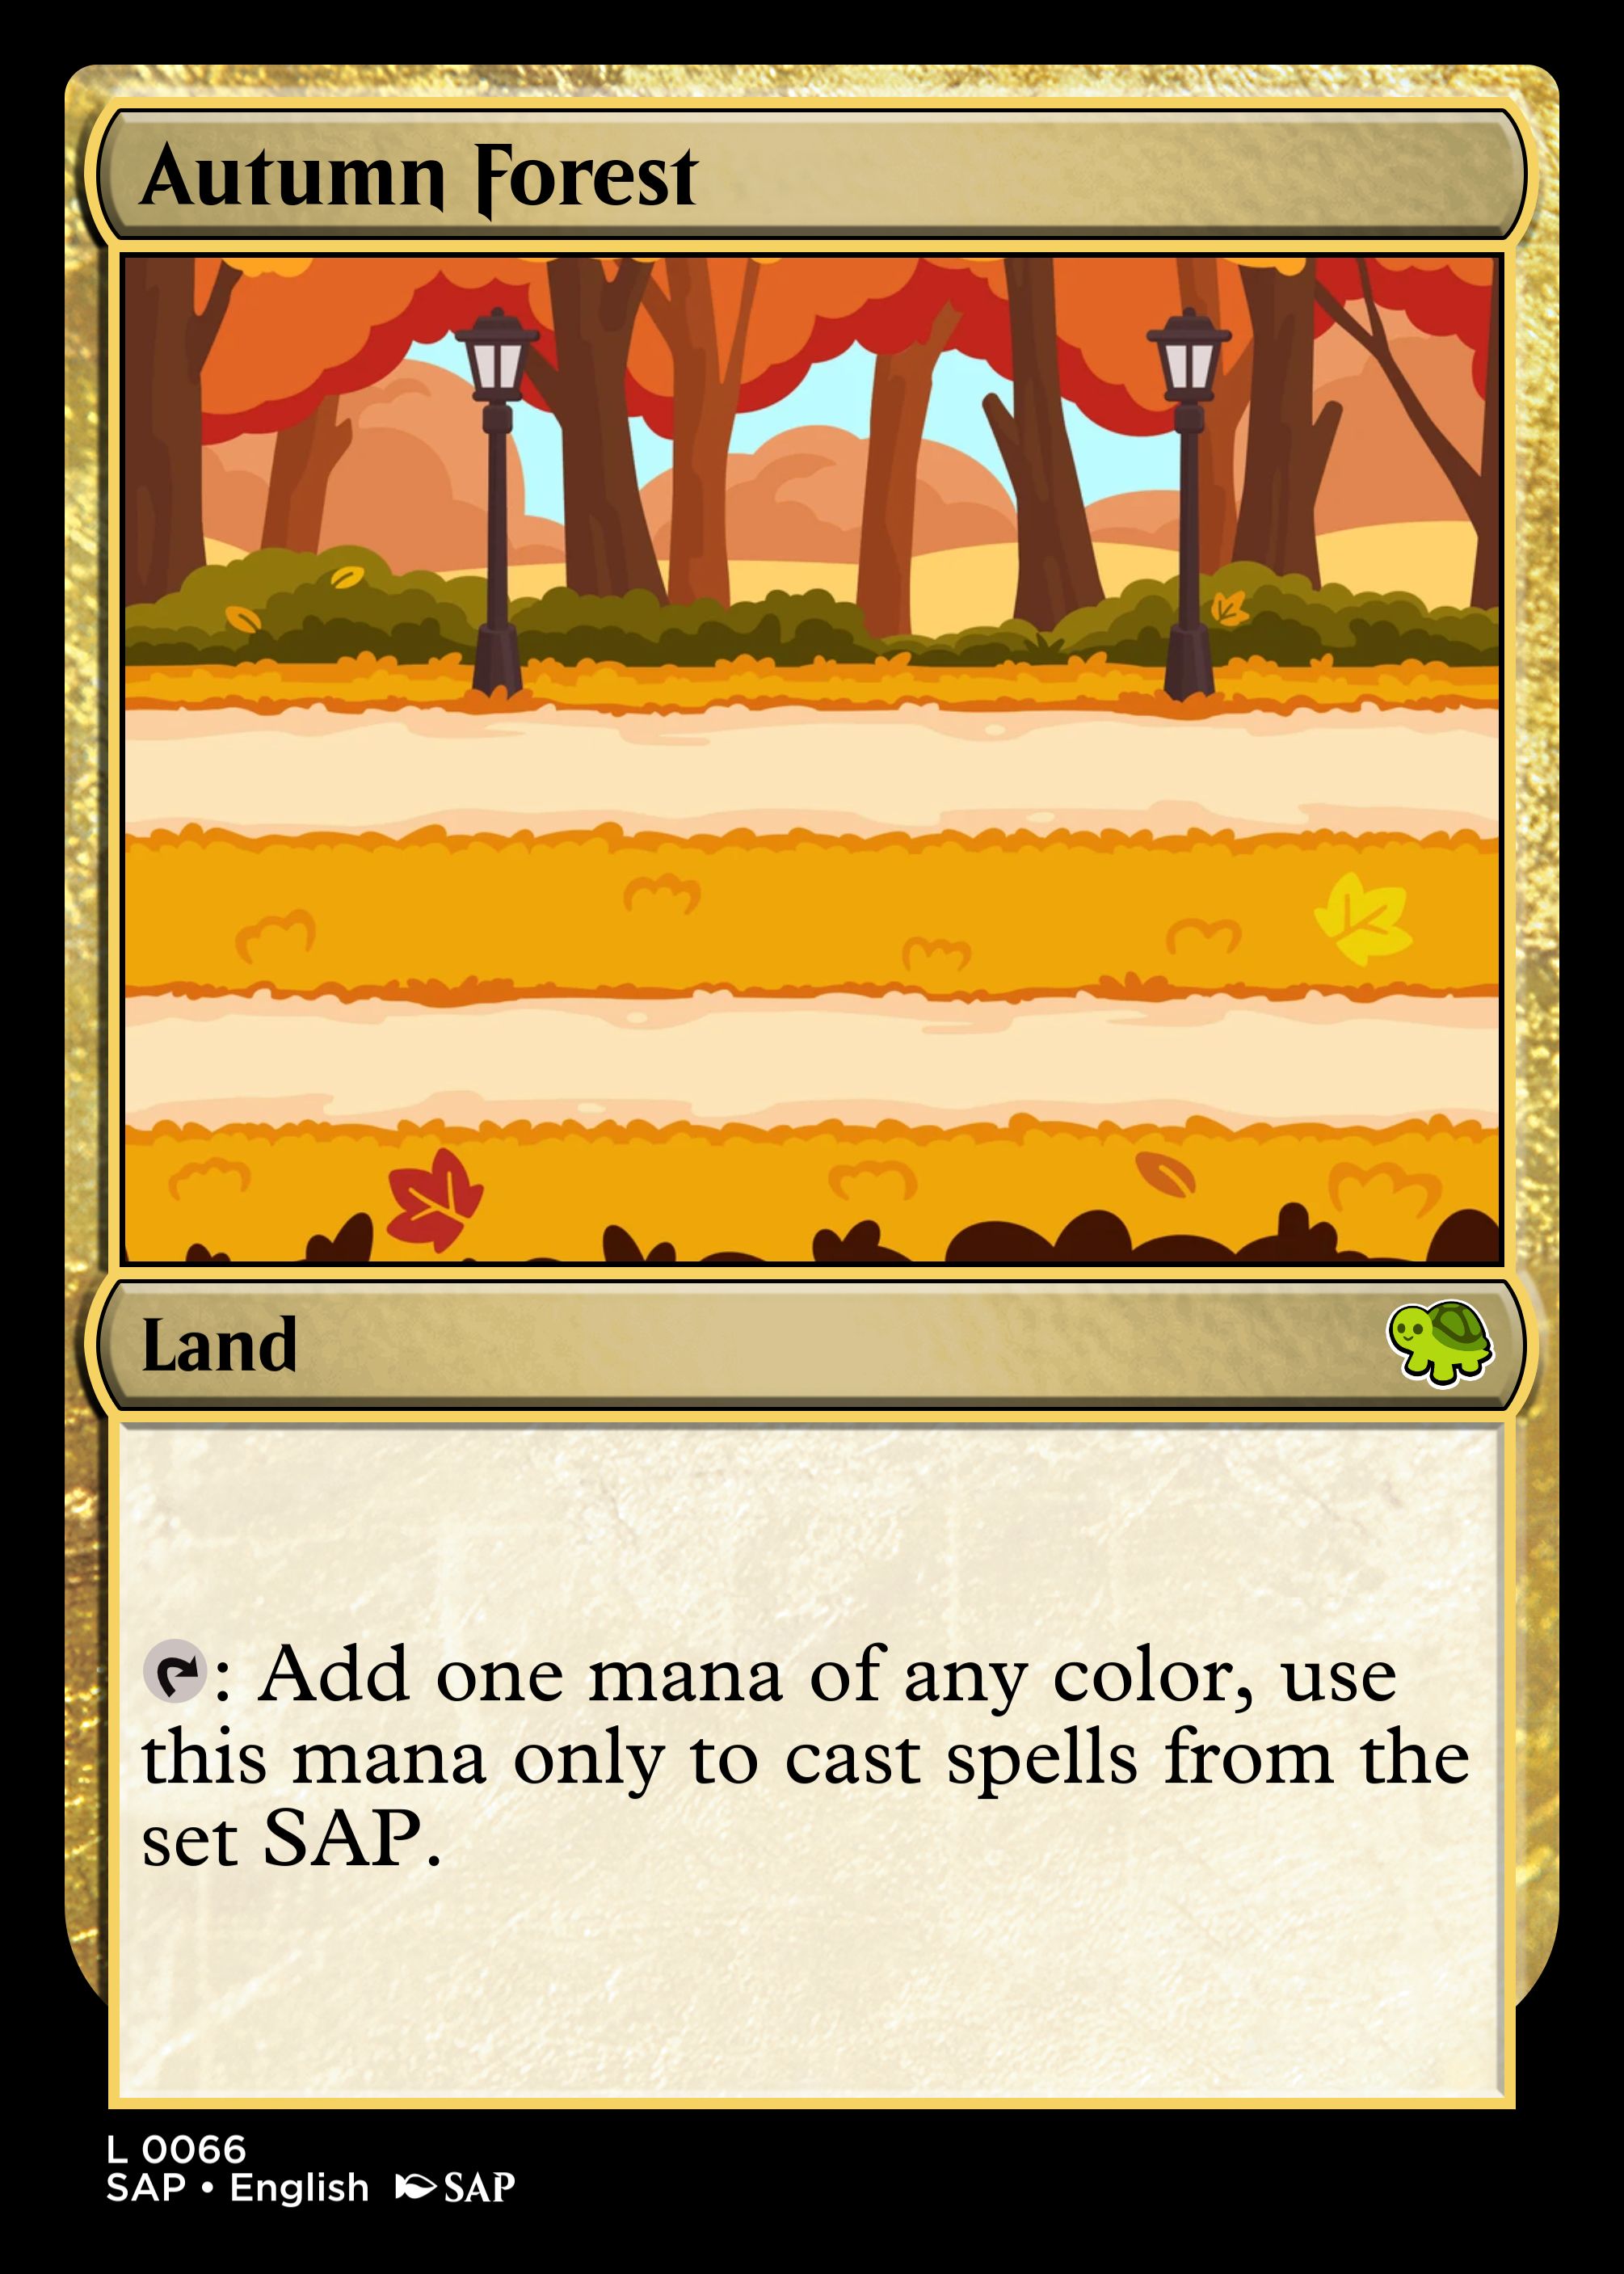 Autumn Forest
Land
: Add one mana of any color, use
this mana only to cast spells from the
set SAP.
L 0066
SAP • English SAP